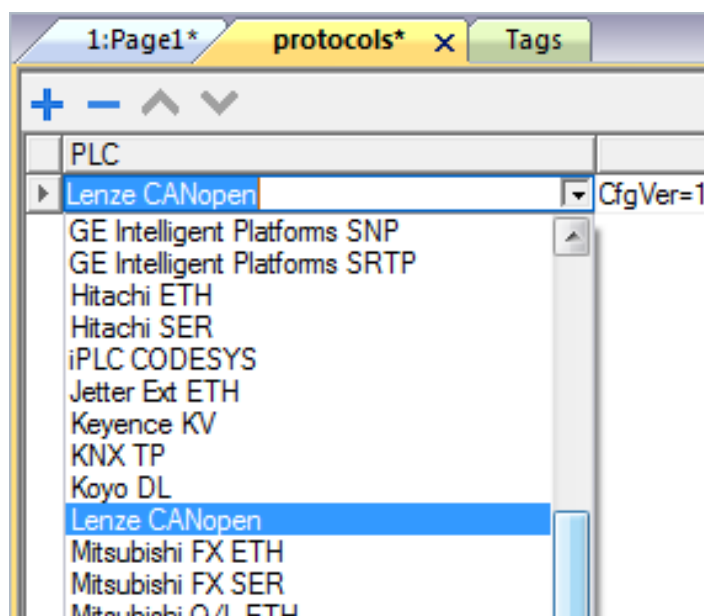 1:Page1* protocols* Tags
PLC
Lenze CANopen CfgVer=1
GE Intelligent Platforms SNP
GE Intelligent Platforms SRTP
Hitachi ETH
Hitachi SER
iPLC CODESYS
Jetter Ext ETH
Keyence KV
KNX TP
Koyo DL
Lenze CANopen
Mitsubishi FX ETH
Mitsubishi FX SER
Mitsubishi Q/L ETH